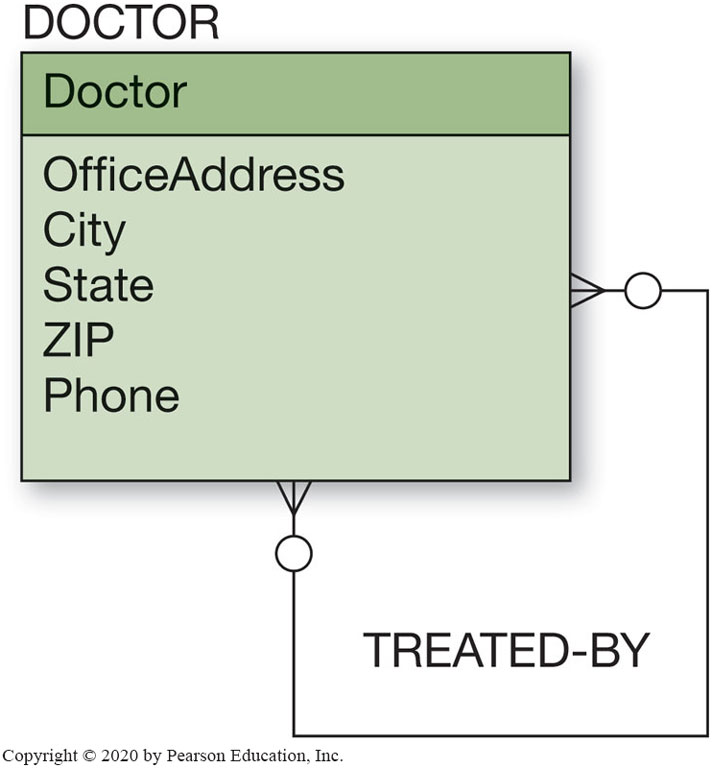 DOCTOR
Doctor
OfficeAddress
City
State
ZIP
Phone
TREATED-BY
Copyright © 2020 by Pearson Education, Inc.